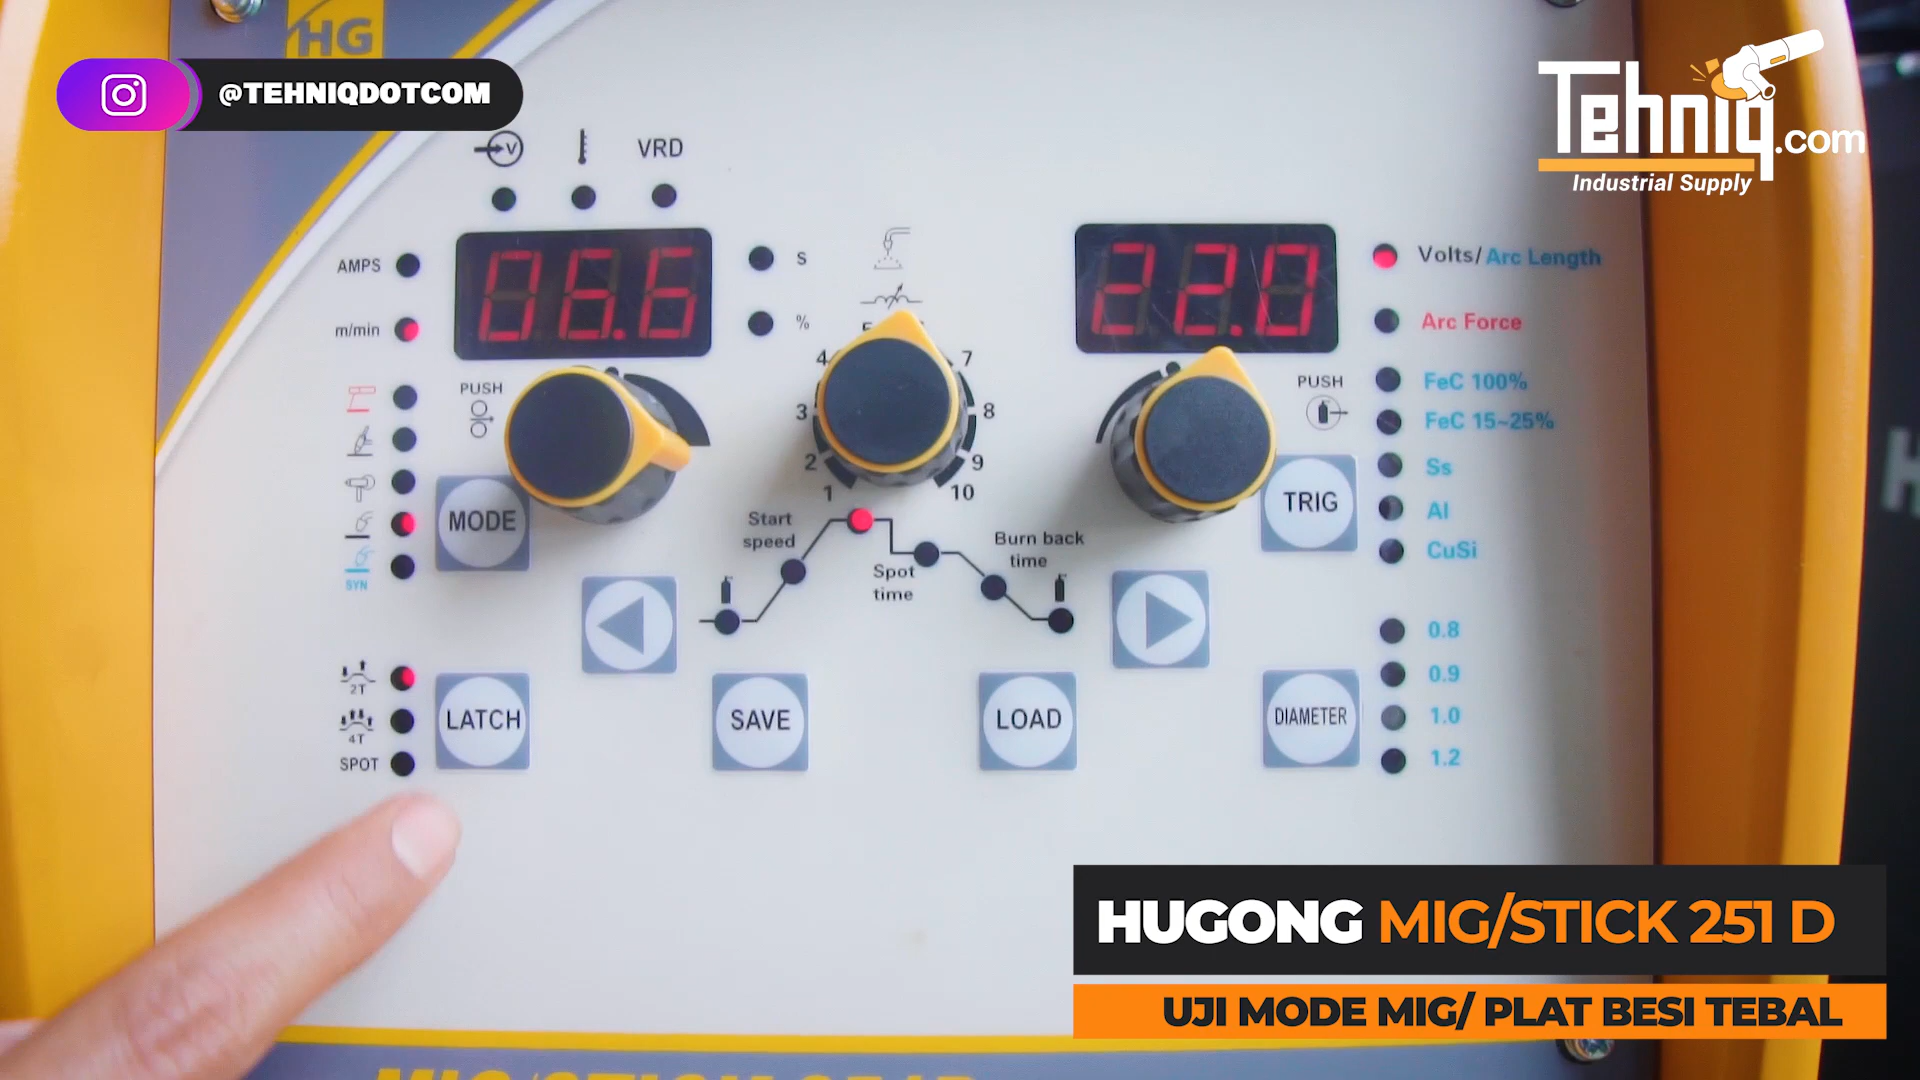 HG
@TEHNIQDOTCOM
Tehniq.com
Industrial Supply
V
VRD
AMPS
m/min
08.6
S
%
22.0
Volts/Arc Length
Arc Force
FeC 100%
FeC 15~25%
Ss
Al
CuSi
PUSH
PUSH
4
7
3
8
2
9
1
10
MODE
TRIG
SYN
Start
speed
Spot
time
Burn back
time
2T
4T
SPOT
LATCH
SAVE
LOAD
DIAMETER
0.8
0.9
1.0
1.2
HUGONG MIG/STICK 251 D
UJI MODE MIG/ PLAT BESI TEBAL